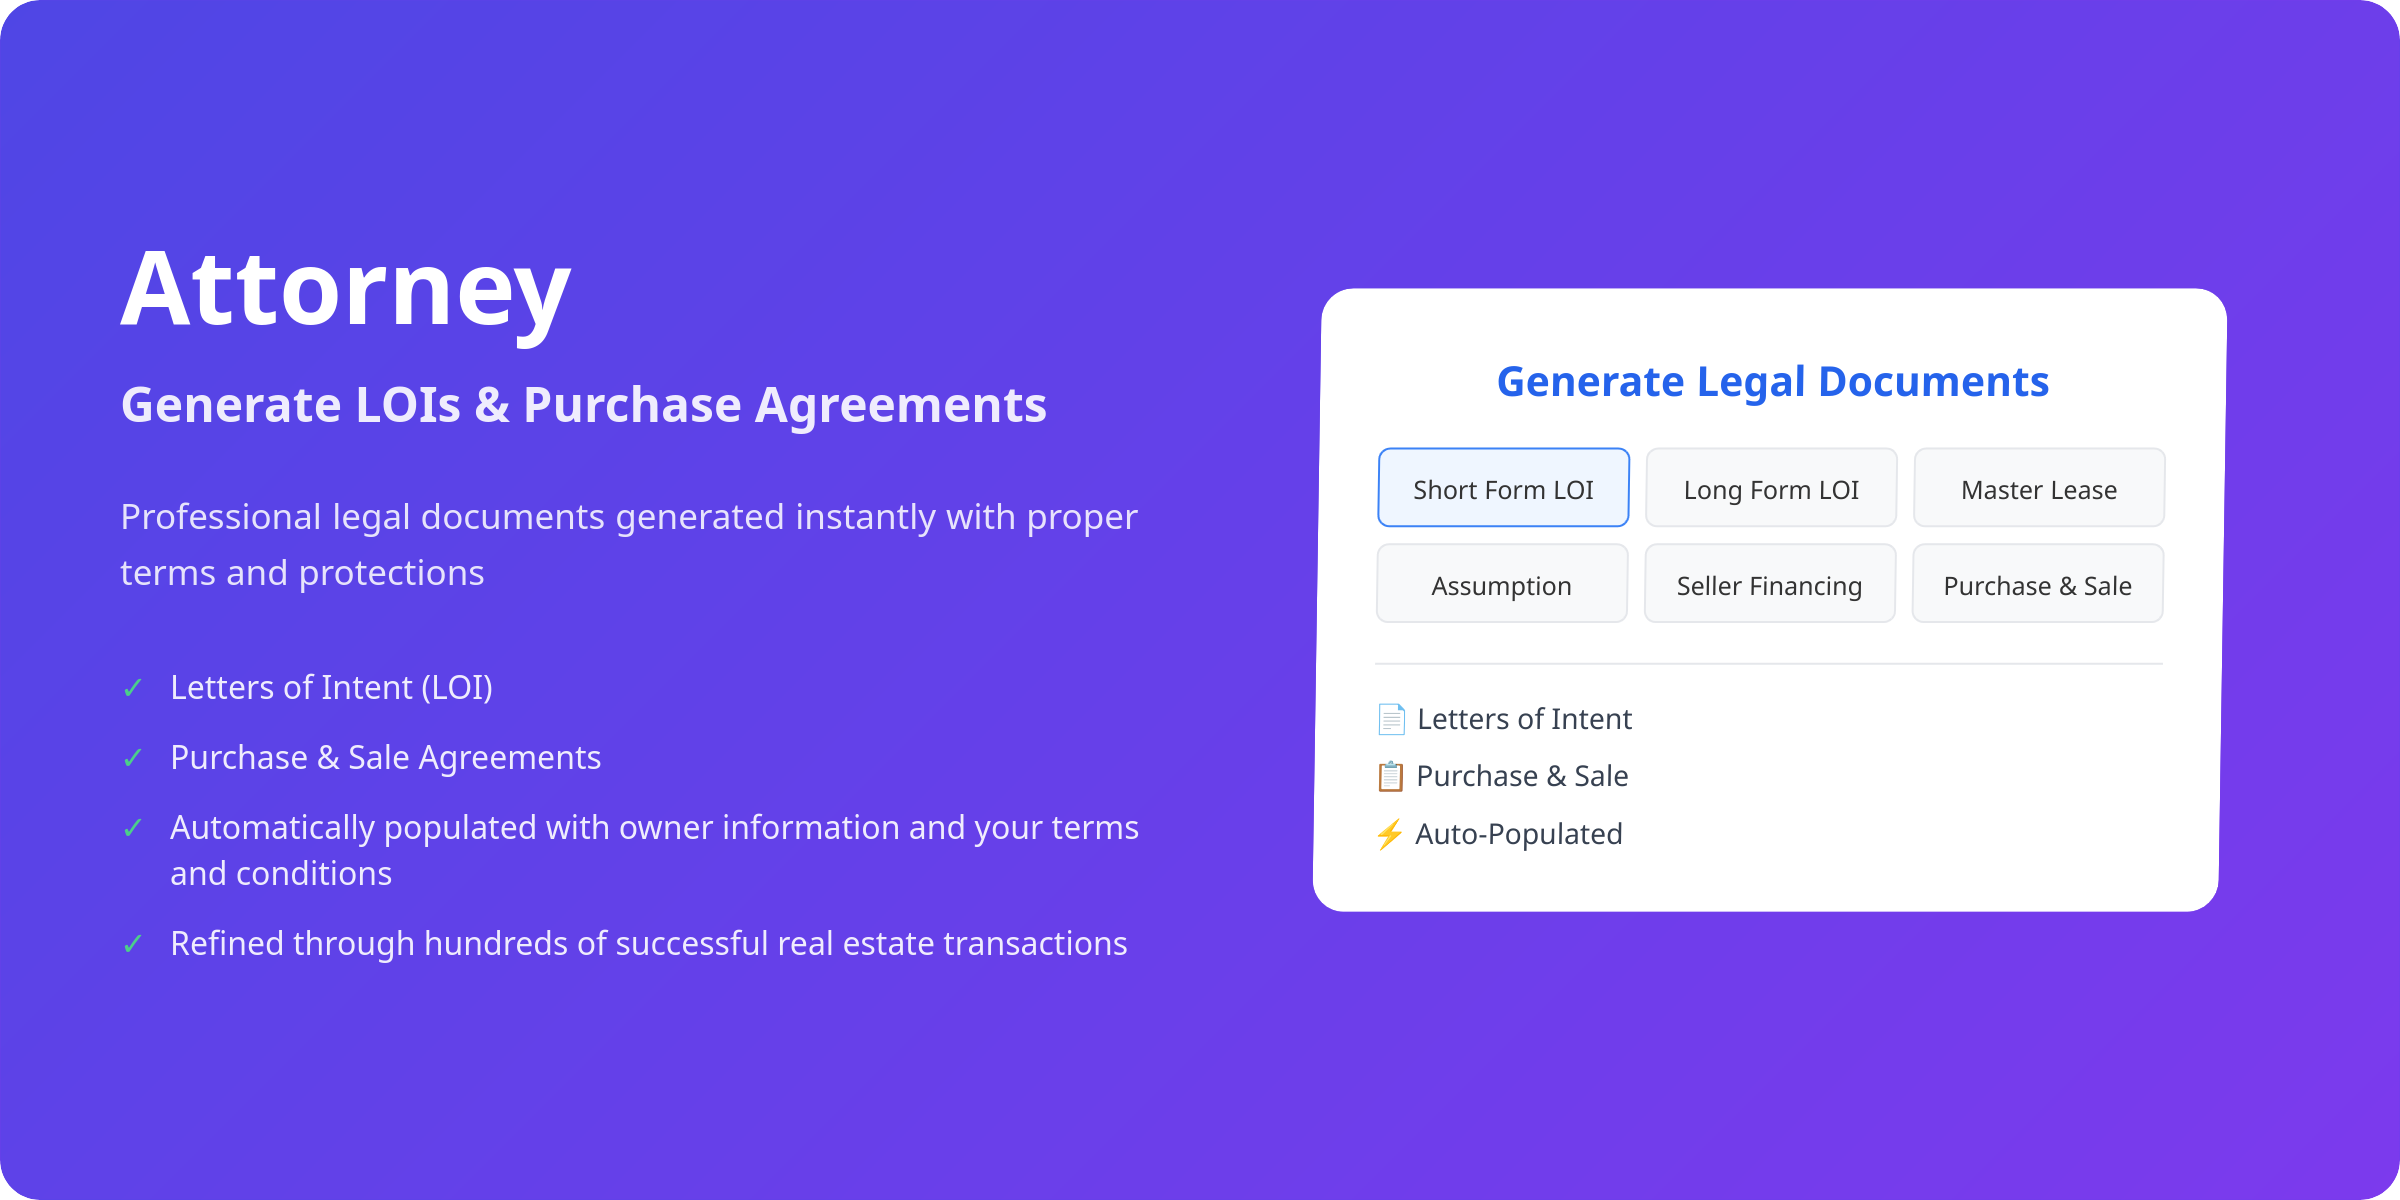 Attorney
Generate LOIs & Purchase Agreements
Professional legal documents generated instantly with proper
terms and protections
✓ Letters of Intent (LOI)
✓ Purchase & Sale Agreements
✓ Automatically populated with owner information and your terms
and conditions
✓ Refined through hundreds of successful real estate transactions
Generate Legal Documents
Short Form LOI
Long Form LOI
Master Lease
Assumption
Seller Financing
Purchase & Sale
📄 Letters of Intent
📋 Purchase & Sale
⚡ Auto-Populated